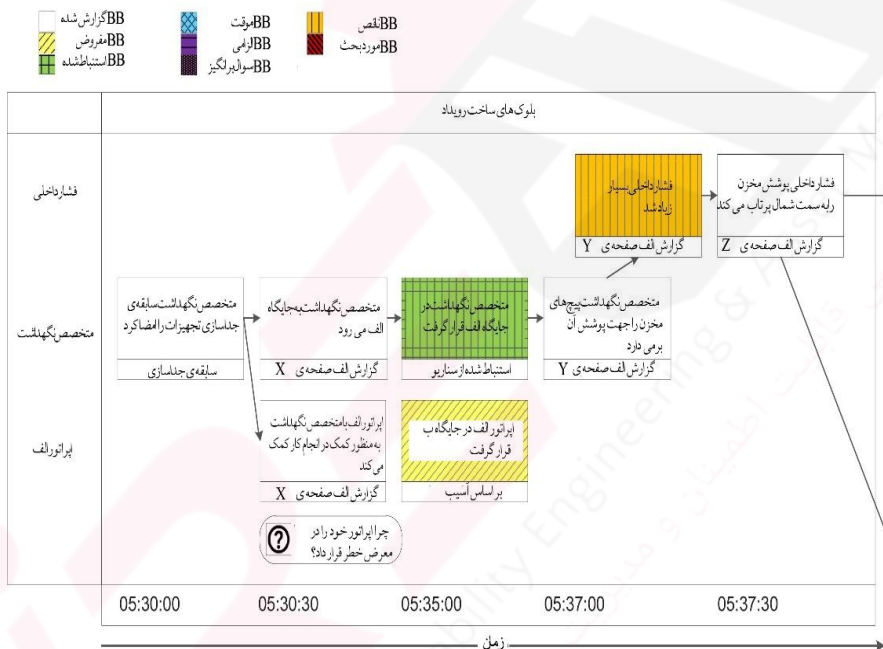 BBگزارش شده
BBمفروض
BBاستنباط شده
BBموقت
BBالزامی
BBسوال برانگیز
BBناقص
BBمورد بحث
بلوک های ساخت رویداد
فشار داخلی
فشار داخلی بسیار
زیاد شد
گزارش الف صفحه ی Y
فشار داخلی پوشش مخزن
را به سمت شمال پرتاب می کند
گزارش الف صفحه ی Z
متخصص نگهداشت
متخصص نگهداشت سابقه ی
جداسازی تجهیزات را امضا کرد
سابقه ی جداسازی
متخصص نگهداشت به جایگاه
الف می رود
گزارش الف صفحه ی X
متخصص نگهداشت در
جایگاه الف قرار گرفت
استنباط شده از سناریو
متخصص نگهداشت پیچ های
مخزن را جهت پوشش آن
برمی دارد
گزارش الف صفحه ی Y
اپراتور الف
اپراتور الف با متخصص نگهداشت
به منظور کمک در انجام کار کمک
می کند
گزارش الف صفحه ی X
اپراتور الف در جایگاه ب
قرار گرفت
بر اساس آسیب
چرا اپراتور خود را در
معرض خطر قرار داد؟
05:30:00
05:30:30
05:35:00
05:37:00
05:37:30
زمان